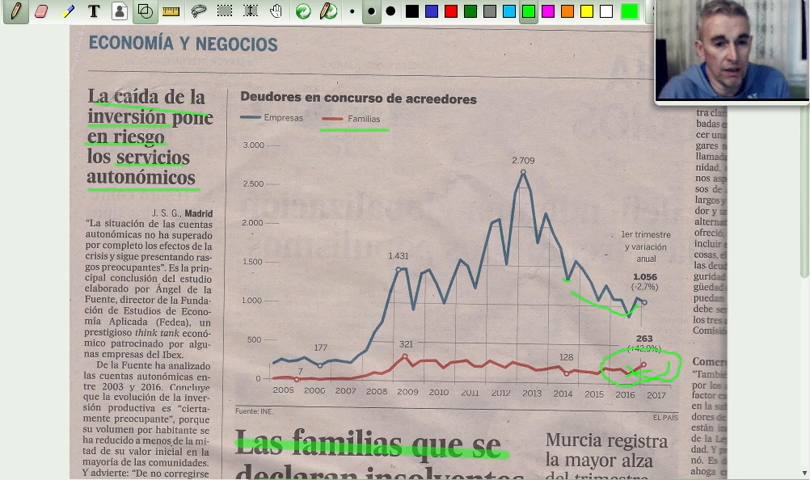 ECONOMÍA Y NEGOCIOS
La caída de la
inversión pone
en riesgo
los servicios
autonómicos
J. S. G., Madrid
“La situación de las cuentas
autonómicas no ha superado
por completo los efectos de la
crisis y sigue presentando ras-
gos preocupantes”. Es la prin-
cipal conclusión del estudio
elaborado por Ángel de la
Fuente, director de la Funda-
ción de Estudios de Econo-
mía Aplicada (Fedea), un
prestigioso think tank econó-
mico patrocinado por algu-
nas empresas del Ibex.
De la Fuente ha analizado
las cuentas autonómicas en-
tre 2003 y 2016. Concluye
que la evolución de la inver-
sión productiva es “cierta-
mente preocupante”, porque
su volumen por habitante se
ha reducido a menos de la mi-
tad de su valor inicial en la
mayoría de las comunidades.
Y advierte: “De no corregirse
Deudores en concurso de acreedores
Empresas Familias
3.000
2.500
2.000
1.500
1.000
500
0
2.709
1.431
177
7
321
128
1er trimestre
y variación
anual
1.056
(-2,7%)
263
2005 2006 2007 2008 2009 2010 2011 2012 2013 2014 2015 2016 2017
Fuente: INE.
EL PAÍS
Las familias que se
declaran insolventes
Murcia registra
la mayor alza
del trimestre
T